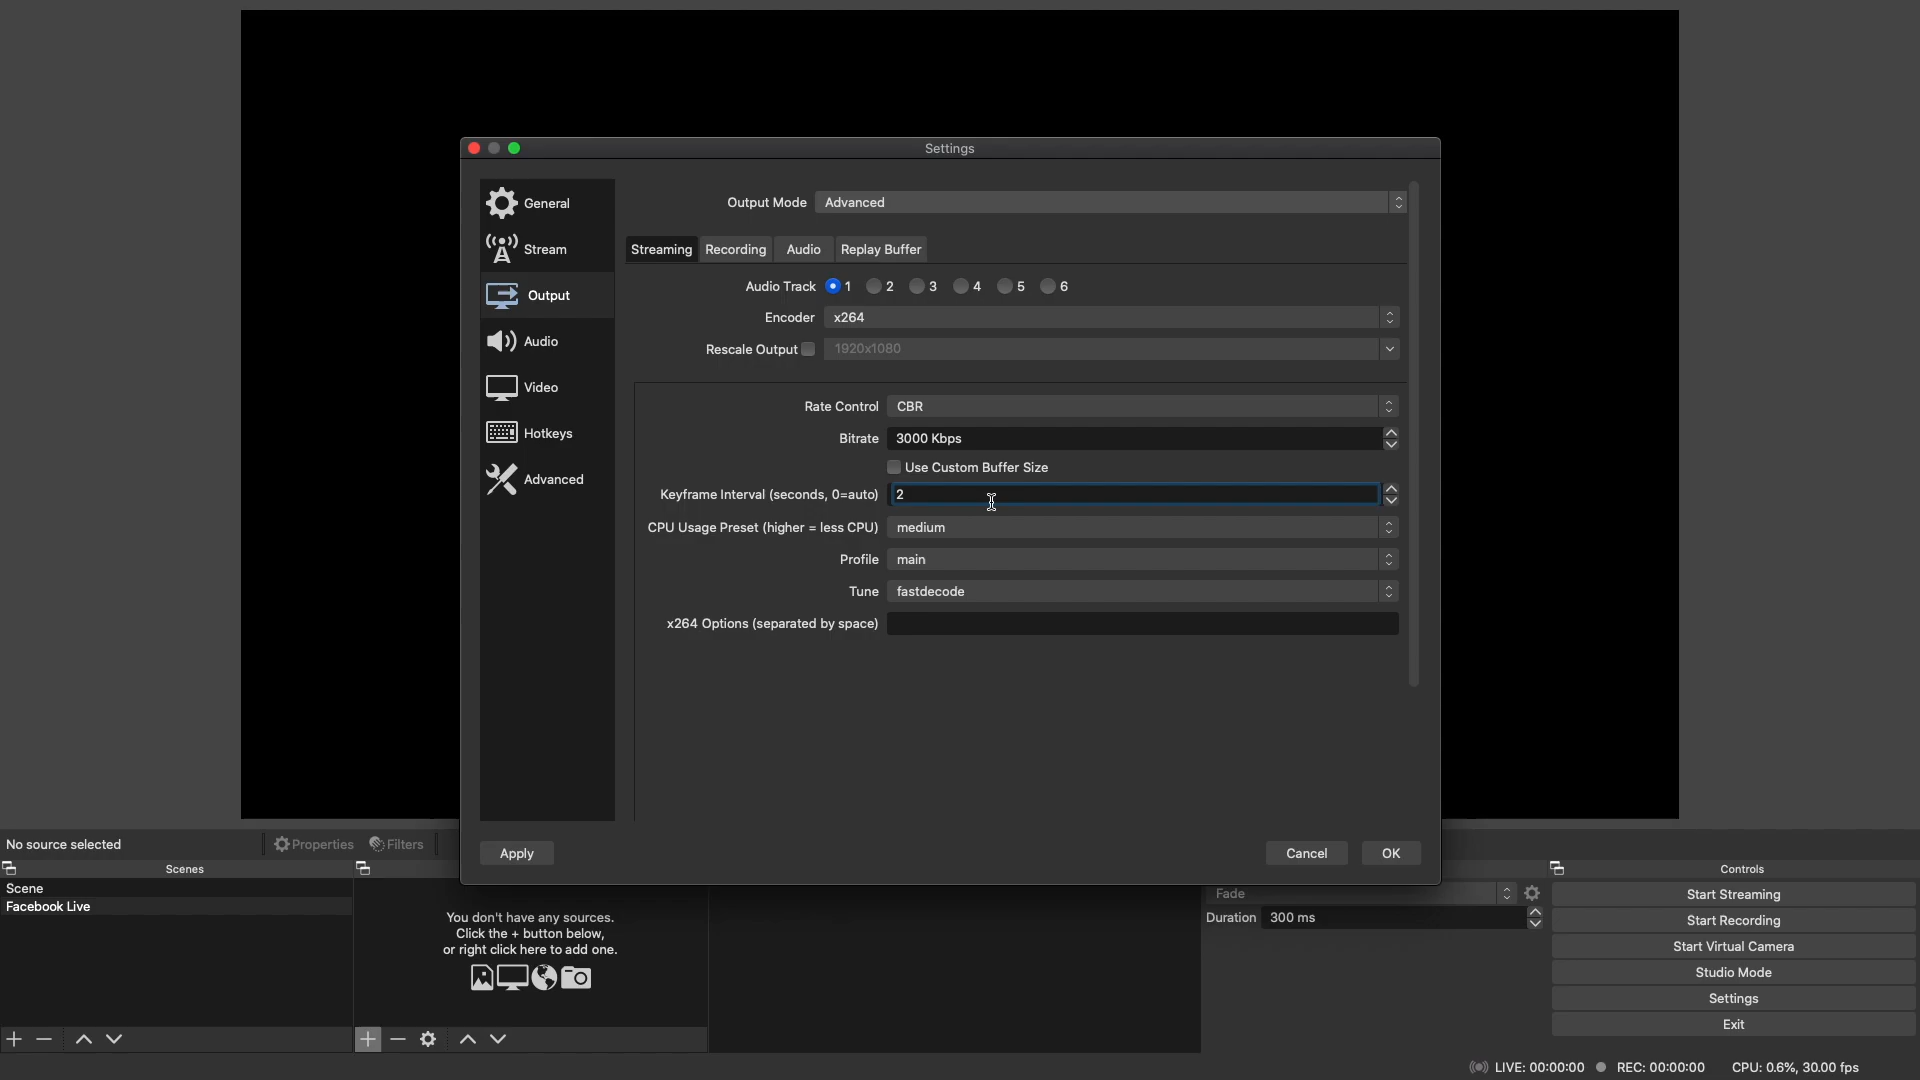 Settings
General
Stream
Output
Audio
Video
Hotkeys
Advanced
Output Mode Advanced
Streaming Recording Audio Replay Buffer
Audio Track 1 2 3 4 5 6
Encoder x264
Rescale Output 1920x1080
Rate Control CBR
Bitrate 3000 Kbps
Use Custom Buffer Size
Keyframe Interval (seconds, 0=auto) 2
CPU Usage Preset (higher = less CPU) medium
Profile main
Tune fastdecode
x264 Options (separated by space)
Apply Cancel OK
No source selected Properties Filters
Scenes
Scene
Facebook Live
You don't have any sources.
Click the + button below,
or right click here to add one.
Fade
Duration 300 ms
Controls
Start Streaming
Start Recording
Start Virtual Camera
Studio Mode
Settings
Exit
LIVE: 00:00:00 REC: 00:00:00 CPU: 0.6%, 30.00 fps